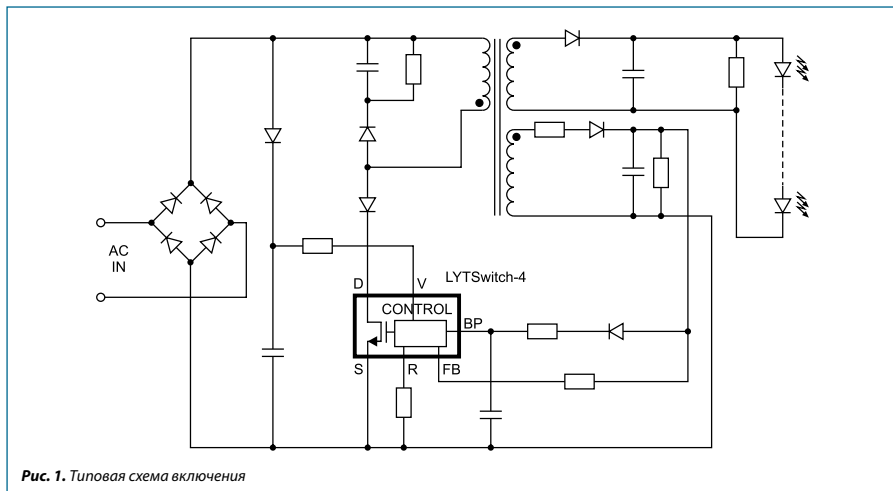 AC
IN
D
V
LYTSwitch-4
CONTROL
BP
S
R
FB
Рис. 1. Типовая схема включения